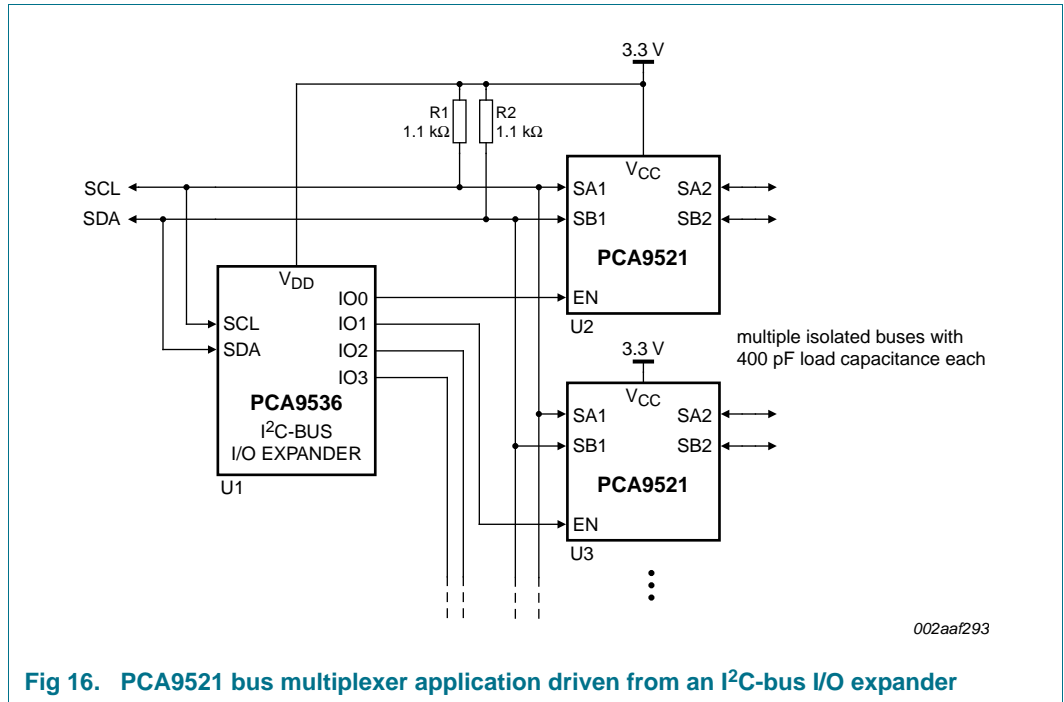 3.3 V
R1
1.1 kΩ
R2
1.1 kΩ
SCL
SDA
VCC
SA1
SA2
SB1
SB2
PCA9521
EN
U2
VDD
IO0
SCL
IO1
SDA
IO2
IO3
PCA9536
I2C-BUS
I/O EXPANDER
U1
multiple isolated buses with
400 pF load capacitance each
3.3 V
VCC
SA1
SA2
SB1
SB2
PCA9521
EN
U3
002aaf293
Fig 16. PCA9521 bus multiplexer application driven from an I2C-bus I/O expander